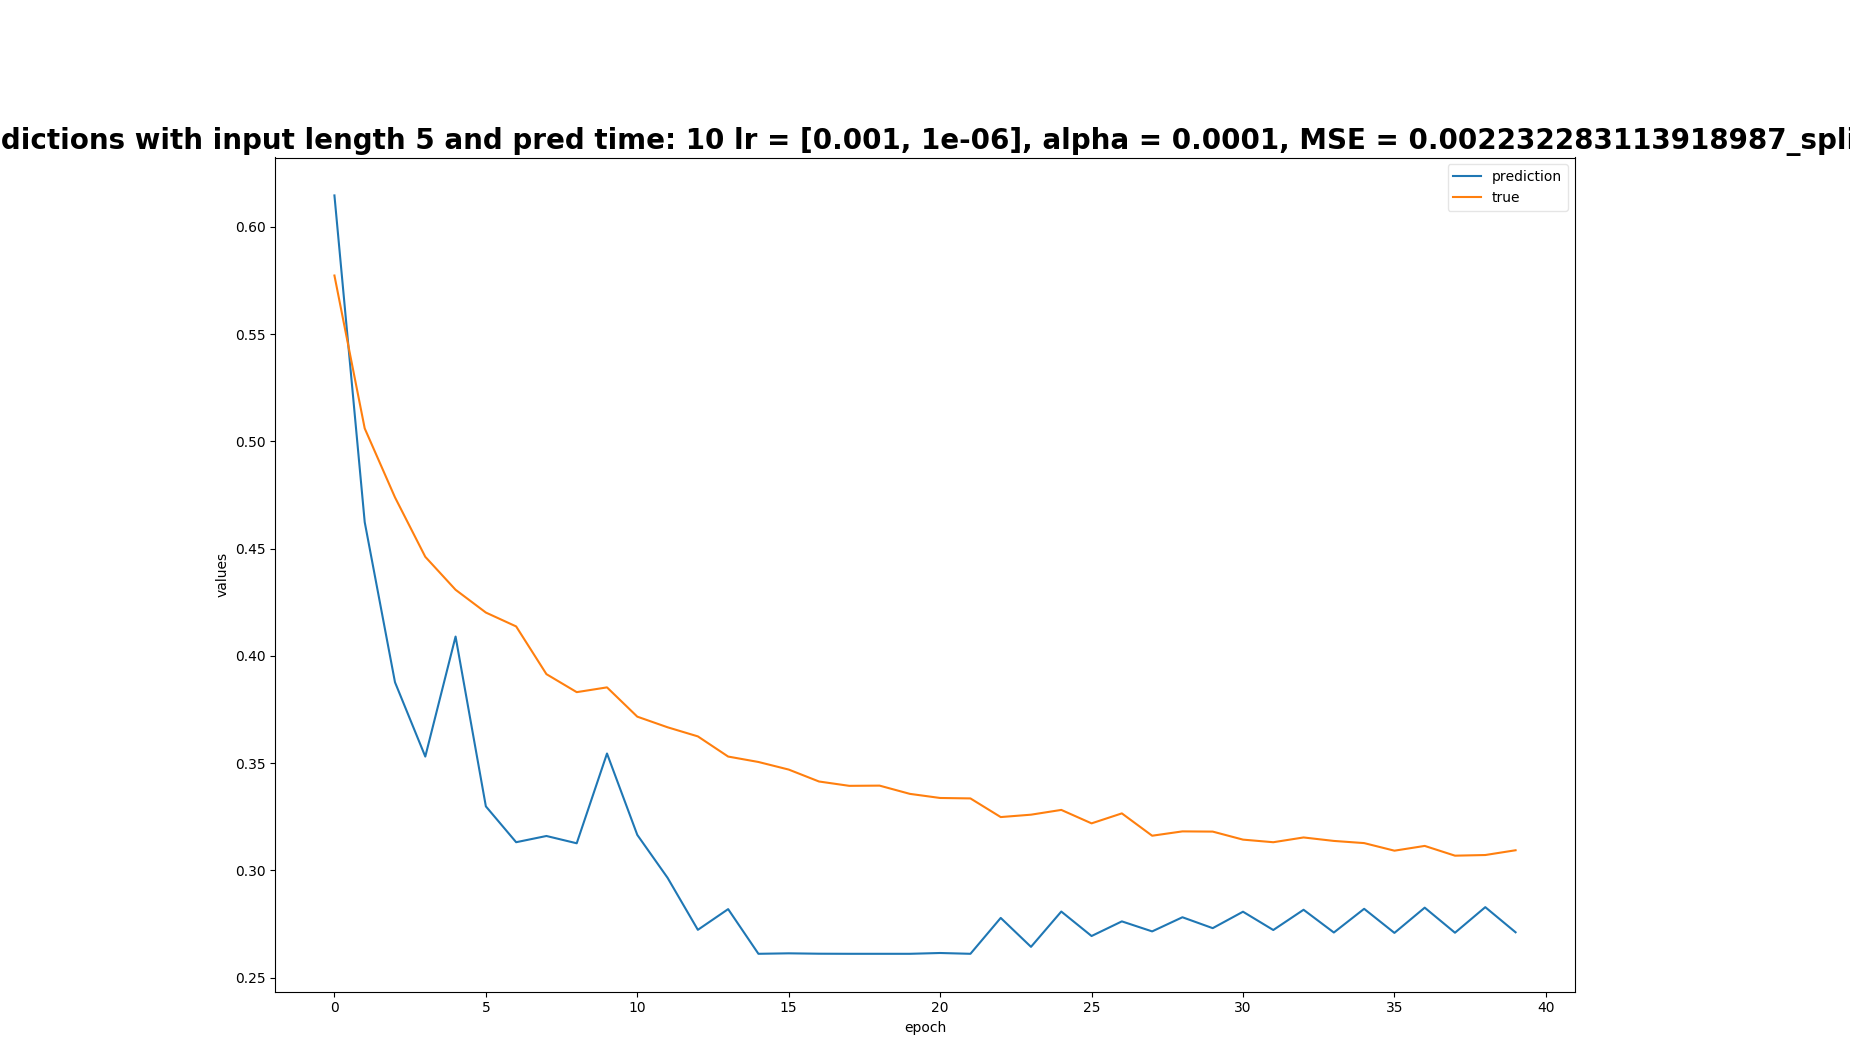 dictions with input length 5 and pred time: 10 lr = [0.001, 1e-06], alpha = 0.0001, MSE = 0.002232283113918987_spli
prediction
true
0.60
0.55
0.50
0.45
0.40
0.35
0.30
0.25
values
0 5 10 15 20 25 30 35 40
epoch